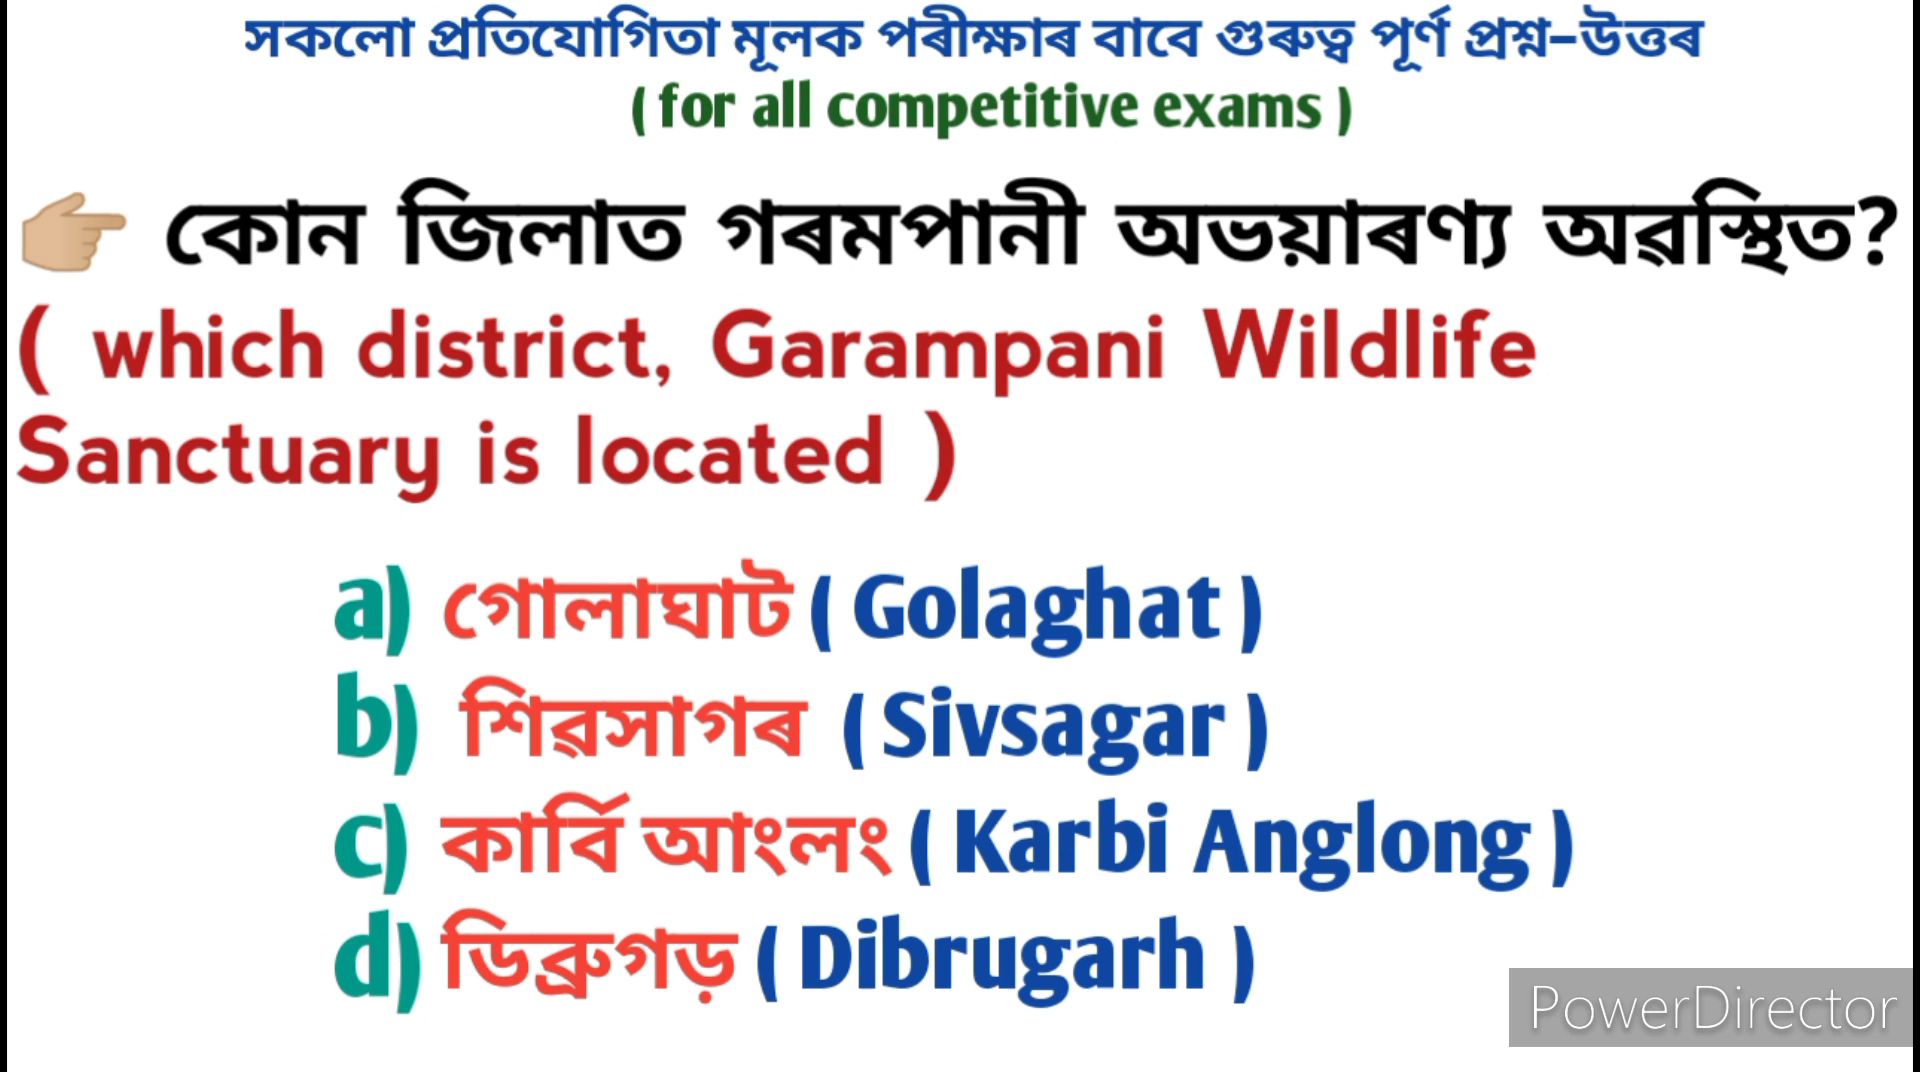 সকলো প্ৰতিযোগিতা মূলক পৰীক্ষাৰ বাবে গুৰুত্ব পূৰ্ণ প্ৰশ্ন-উত্তৰ
( for all competitive exams )
কোন জিলাত গৰমপানী অভয়াৰণ্য অৱস্থিত?
( which district, Garampani Wildlife
Sanctuary is located )
a) গোলাঘাট ( Golaghat )
b) শিৱসাগৰ ( Sivsagar )
c) কাৰ্বি আংলং ( Karbi Anglong )
d) ডিব্ৰুগড় ( Dibrugarh )
PowerDirector